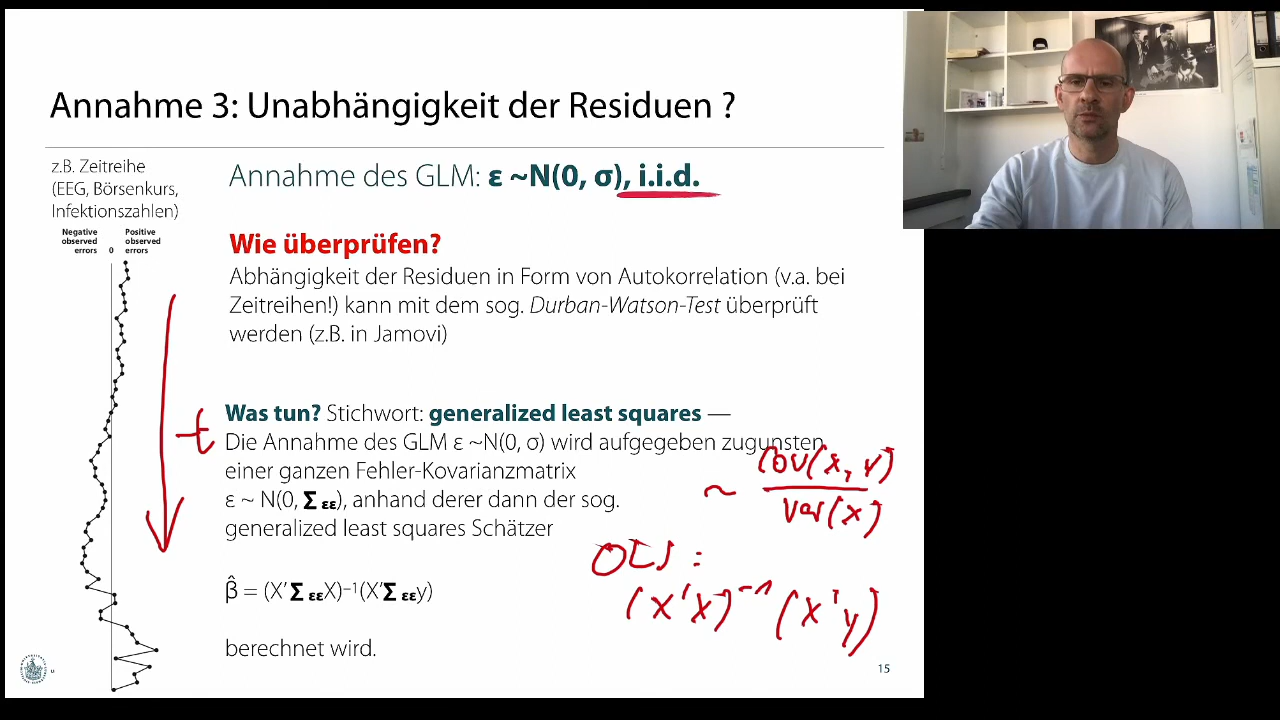 Annahme 3: Unabhängigkeit der Residuen ?
z.B. Zeitreihe
(EEG, Börsenkurs,
Infektionszahlen)
Negative
observed
errors
0
Positive
observed
errors
Annahme des GLM: ε ~N(0, σ), i.i.d.
Wie überprüfen?
Abhängigkeit der Residuen in Form von Autokorrelation (v.a. bei
Zeitreihen!) kann mit dem sog. Durban-Watson-Test überprüft
werden (z.B. in Jamovi)
t
Was tun? Stichwort: generalized least squares —
Die Annahme des GLM ε ~N(0, σ) wird aufgegeben zugunsten
einer ganzen Fehler-Kovarianzmatrix
ε ~ N(0, Σ εε), anhand derer dann der sog.
generalized least squares Schätzer
β̂ = (X'Σ εεX)⁻¹(X'Σ εεy)
berechnet wird.
~ cov(x, y)
var(x)
OLS:
(X'X)⁻¹ (X'y)
15